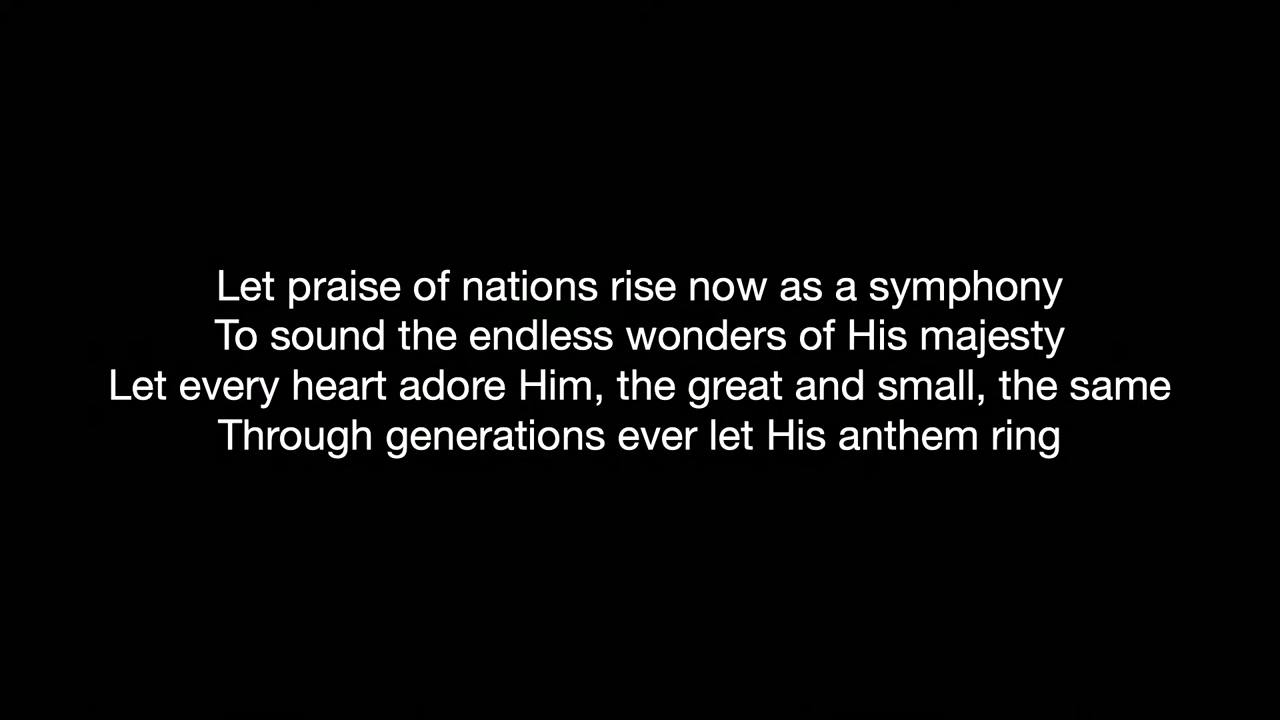 Let praise of nations rise now as a symphony
To sound the endless wonders of His majesty
Let every heart adore Him, the great and small, the same
Through generations ever let His anthem ring